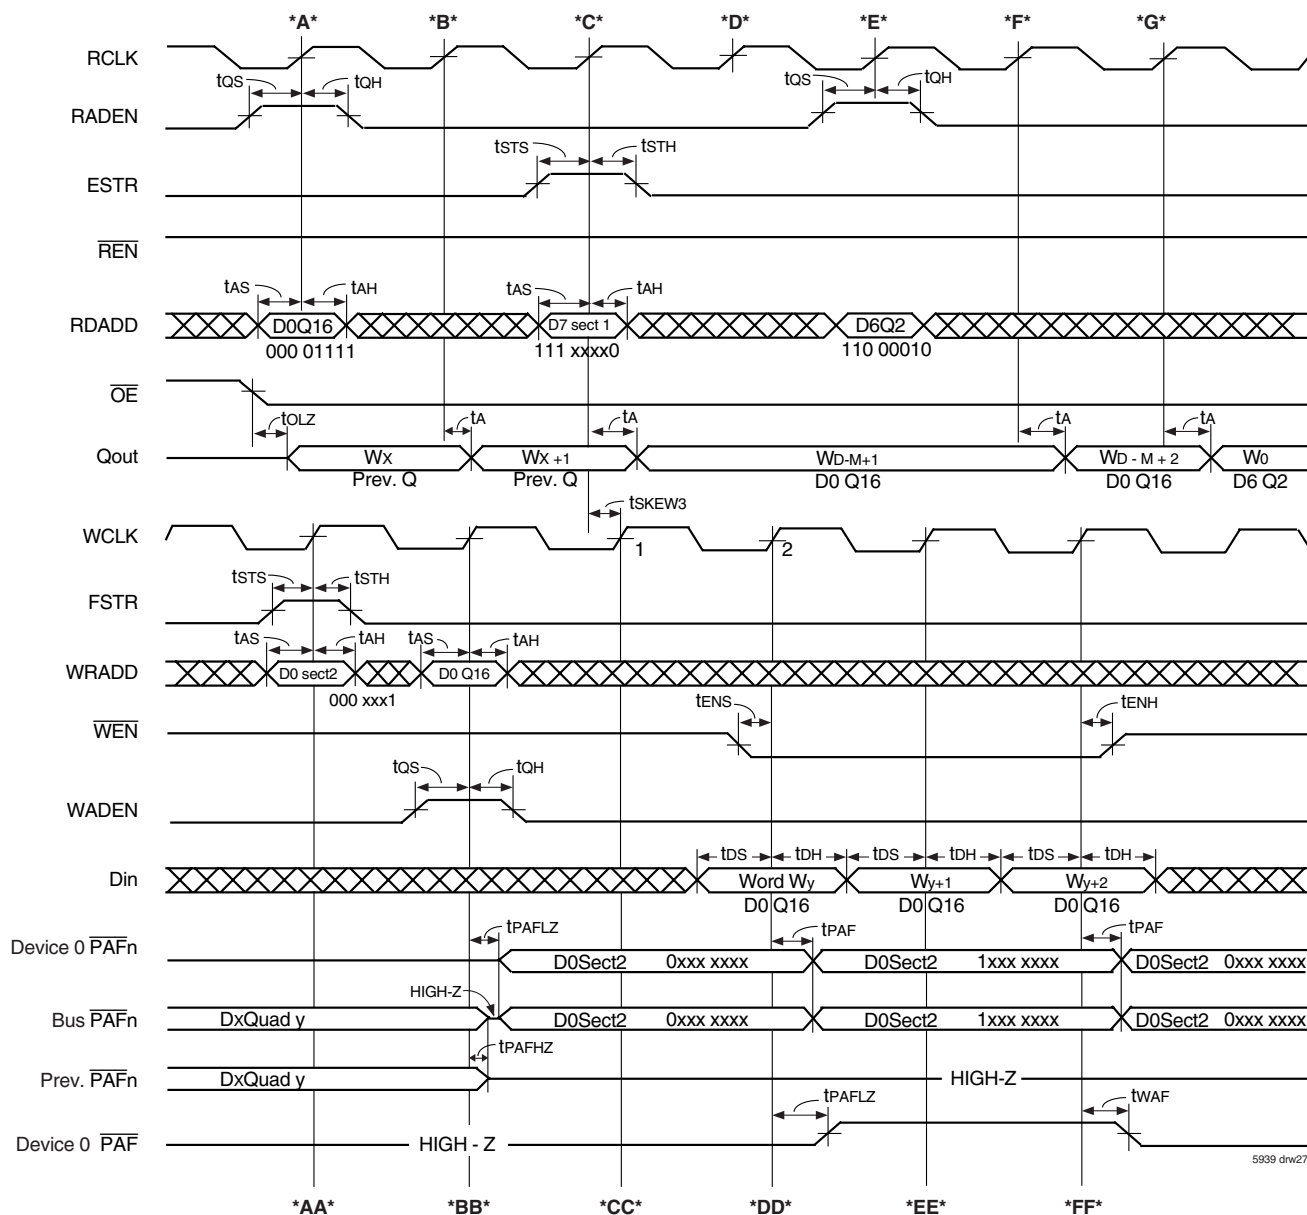 *A* *B* *C* *D* *E* *F* *G*
RCLK
tQS tQH tQS tQH
RADEN
tSTS tSTH
ESTR
REN
tAS tAH tAS tAH
RDADD D0Q16 D7 sect 1 D6Q2
000 01111 111 xxxx0 110 00010
OE
tOLZ tA tA tA tA
Qout WX WX +1 WD-M+1 WD - M + 2 W0
Prev. Q Prev. Q D0 Q16 D0 Q16 D6 Q2
tSKEW3
WCLK 1 2
tSTS tSTH
FSTR
tAS tAH tAS tAH
WRADD D0 sect2 D0 Q16
000 xxx1
tENS tENH
WEN
tQS tQH
WADEN
tDS tDH tDS tDH tDS tDH
Din Word Wy Wy+1 Wy+2
D0 Q16 D0 Q16 D0 Q16
tPAFLZ tPAF tPAF
Device 0 PAFn D0Sect2 0xxx xxxx D0Sect2 1xxx xxxx D0Sect2 0xxx xxxx
HIGH-Z
Bus PAFn DxQuad y D0Sect2 0xxx xxxx D0Sect2 1xxx xxxx D0Sect2 0xxx xxxx
tPAFHZ
Prev. PAFn DxQuad y HIGH-Z
tPAFLZ tWAF
Device 0 PAF HIGH - Z
5939 drw27
*AA* *BB* *CC* *DD* *EE* *FF*